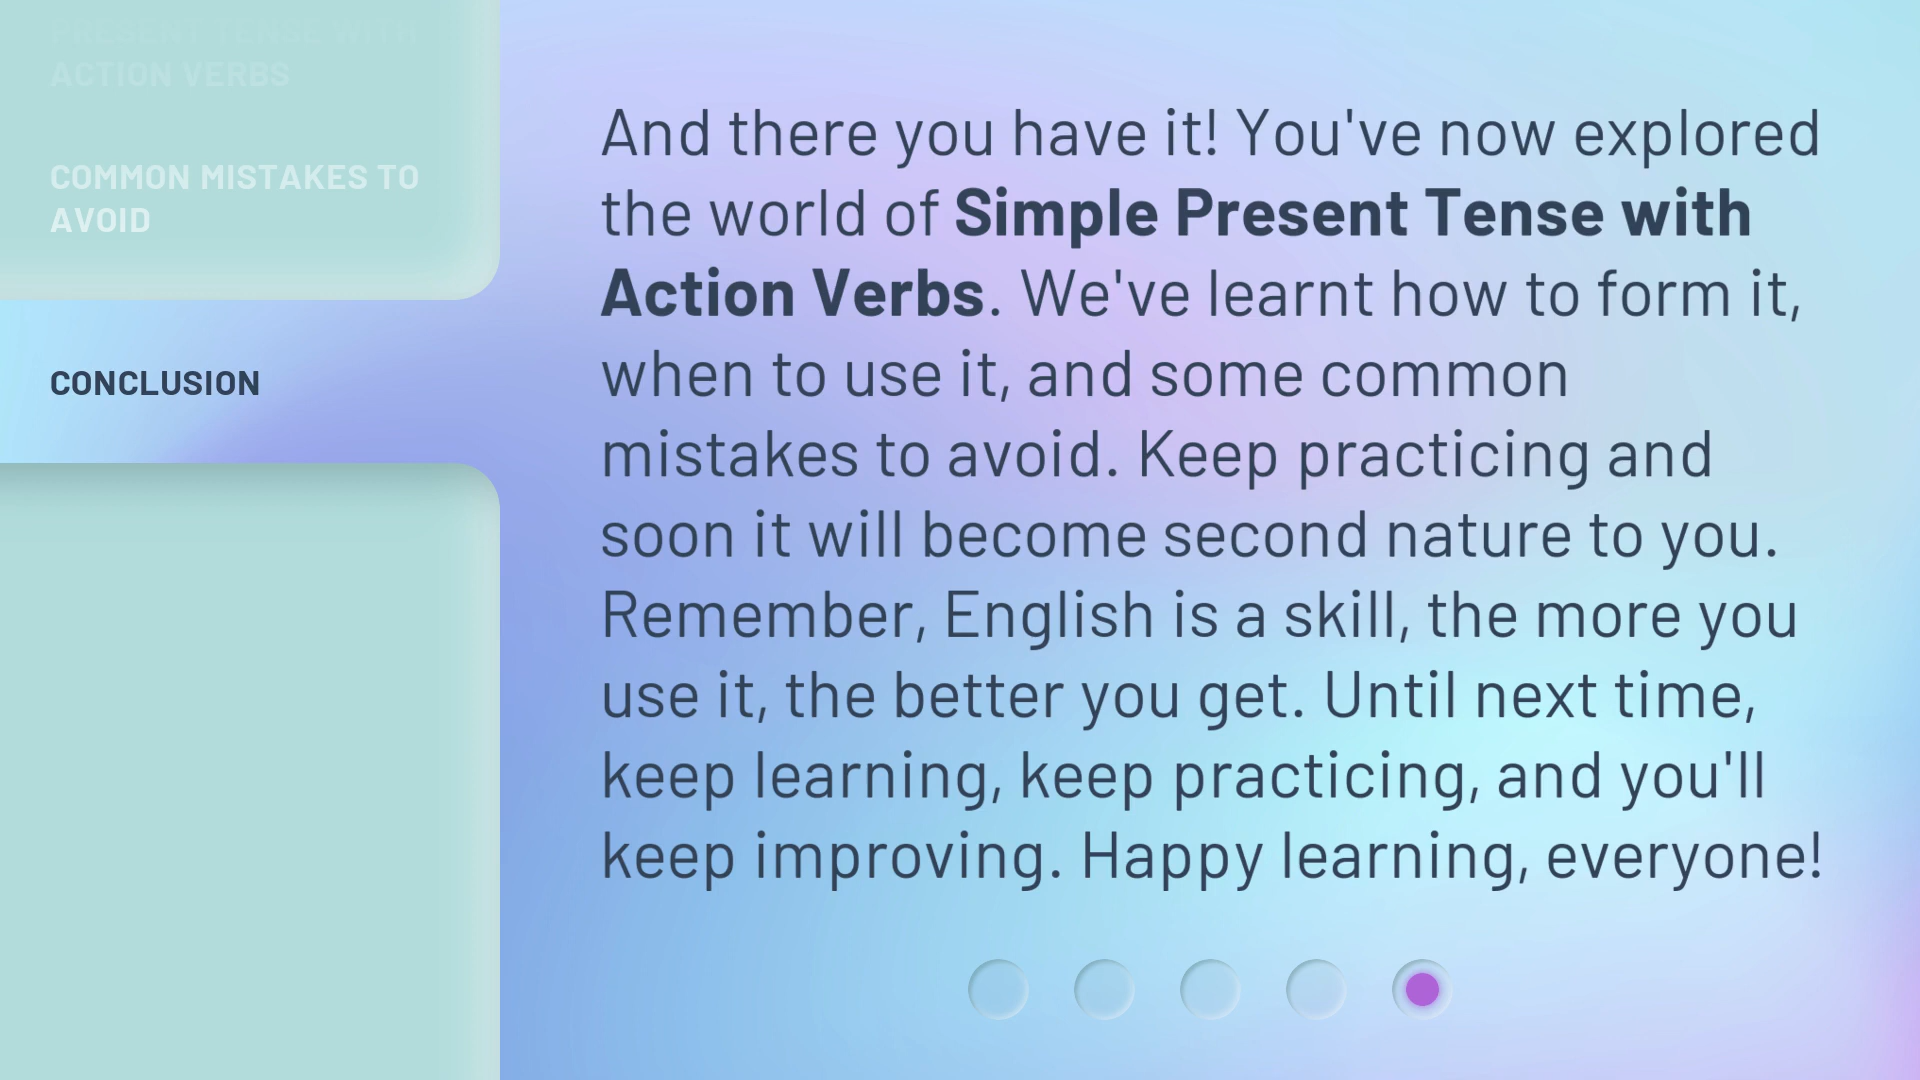 PRESENT TENSE WITH
ACTION VERBS
COMMON MISTAKES TO
AVOID
CONCLUSION
And there you have it! You've now explored
the world of Simple Present Tense with
Action Verbs. We've learnt how to form it,
when to use it, and some common
mistakes to avoid. Keep practicing and
soon it will become second nature to you.
Remember, English is a skill, the more you
use it, the better you get. Until next time,
keep learning, keep practicing, and you'll
keep improving. Happy learning, everyone!